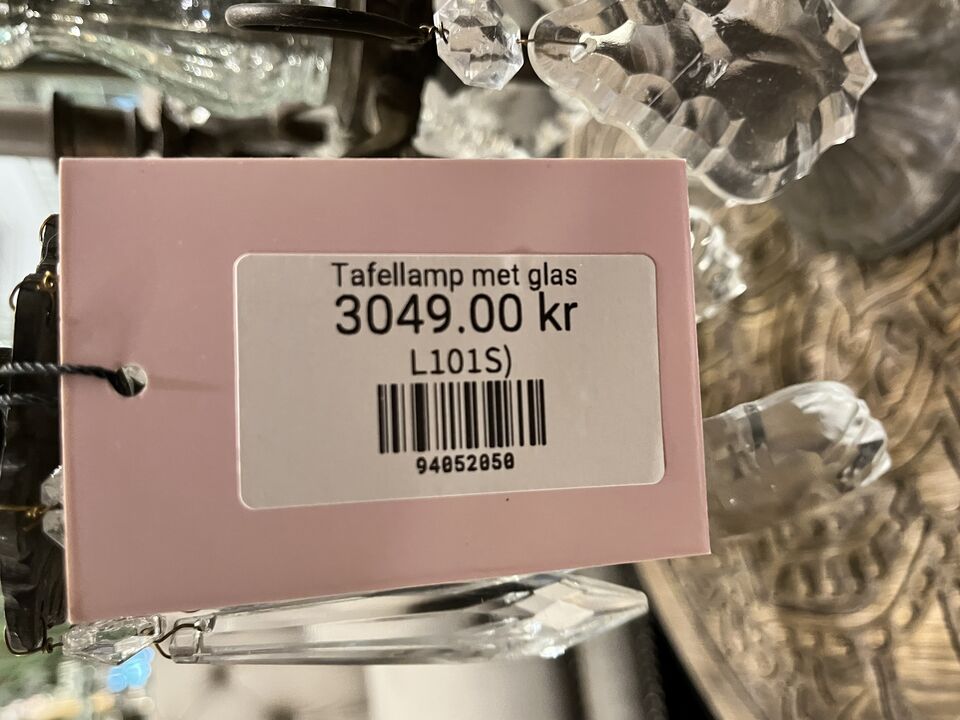 Tafellamp met glas
3049.00 kr
L101S)
94052050